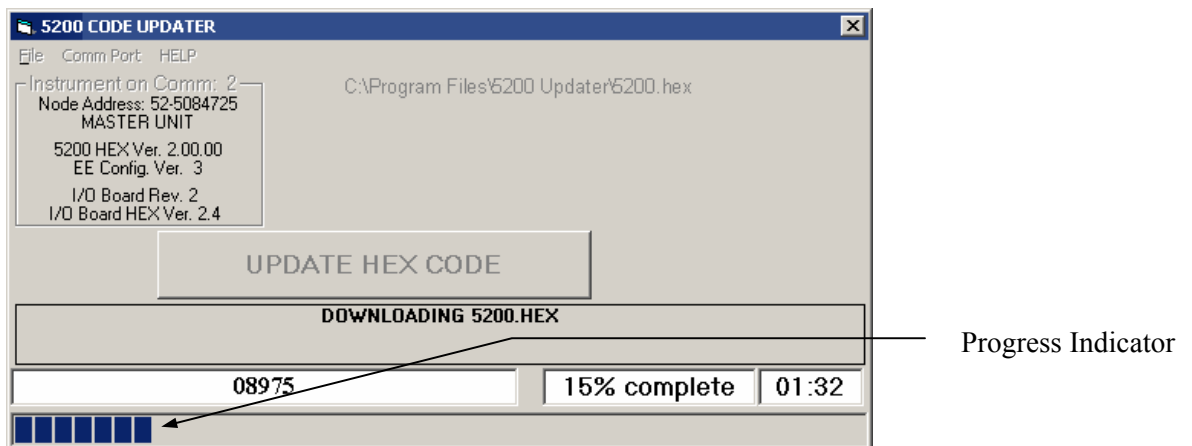 5200 CODE UPDATER
File Comm Port HELP
Instrument on Comm: 2
Node Address: 52-5084725
MASTER UNIT
5200 HEX Ver. 2.00.00
EE Config. Ver. 3
I/O Board Rev. 2
I/O Board HEX Ver. 2.4
C:\Program Files\5200 Updater\5200.hex
UPDATE HEX CODE
DOWNLOADING 5200.HEX
08975
15% complete
01:32
Progress Indicator